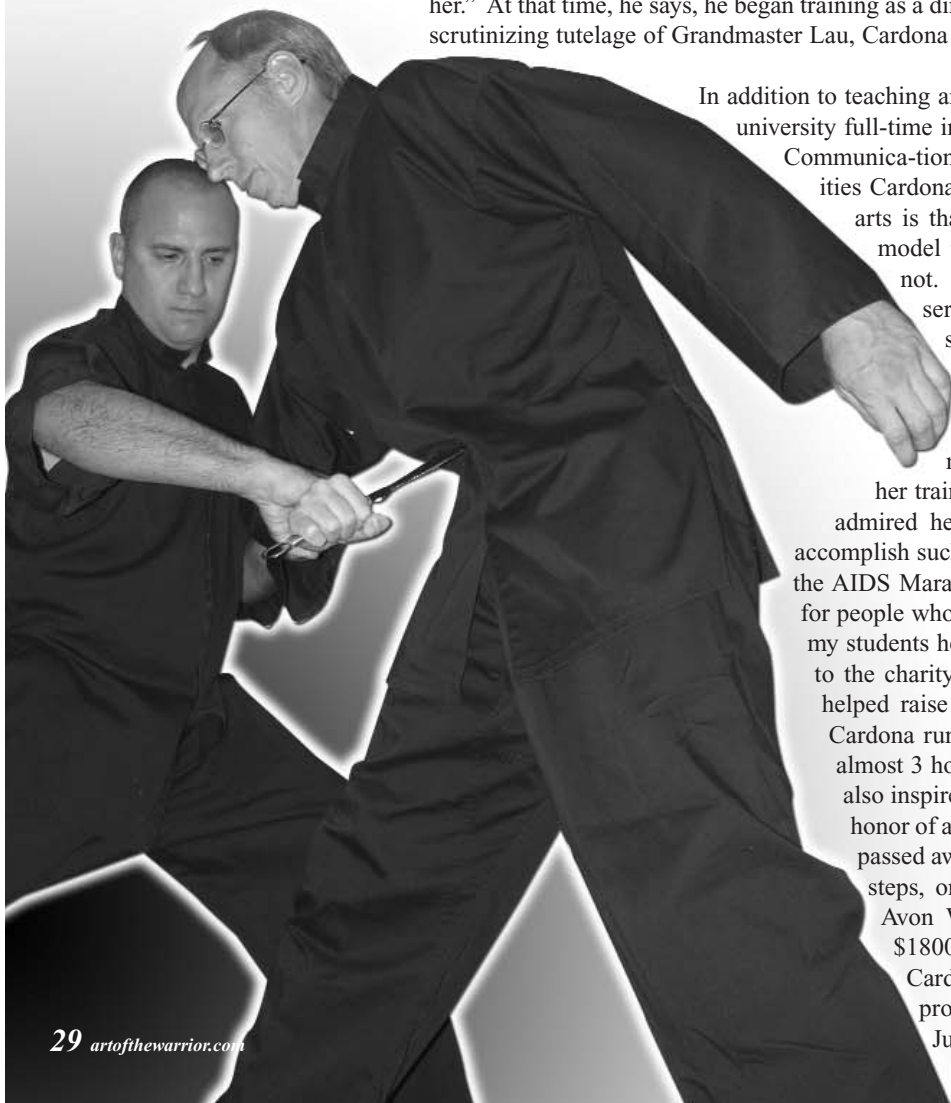 her.” At that time, he says, he began training as a di
scrutinizing tutelage of Grandmaster Lau, Cardona
In addition to teaching a
university full-time in
Communica-tion
ities Cardona
arts is tha
model
not.
ser
s
her train
admired he
accomplish suc
the AIDS Mara
for people who
my students he
to the charity
helped raise
Cardona run
almost 3 ho
also inspire
honor of a
passed aw
steps, or
Avon
$1800
Card
pro
Ju
29 artofthewarrior.com